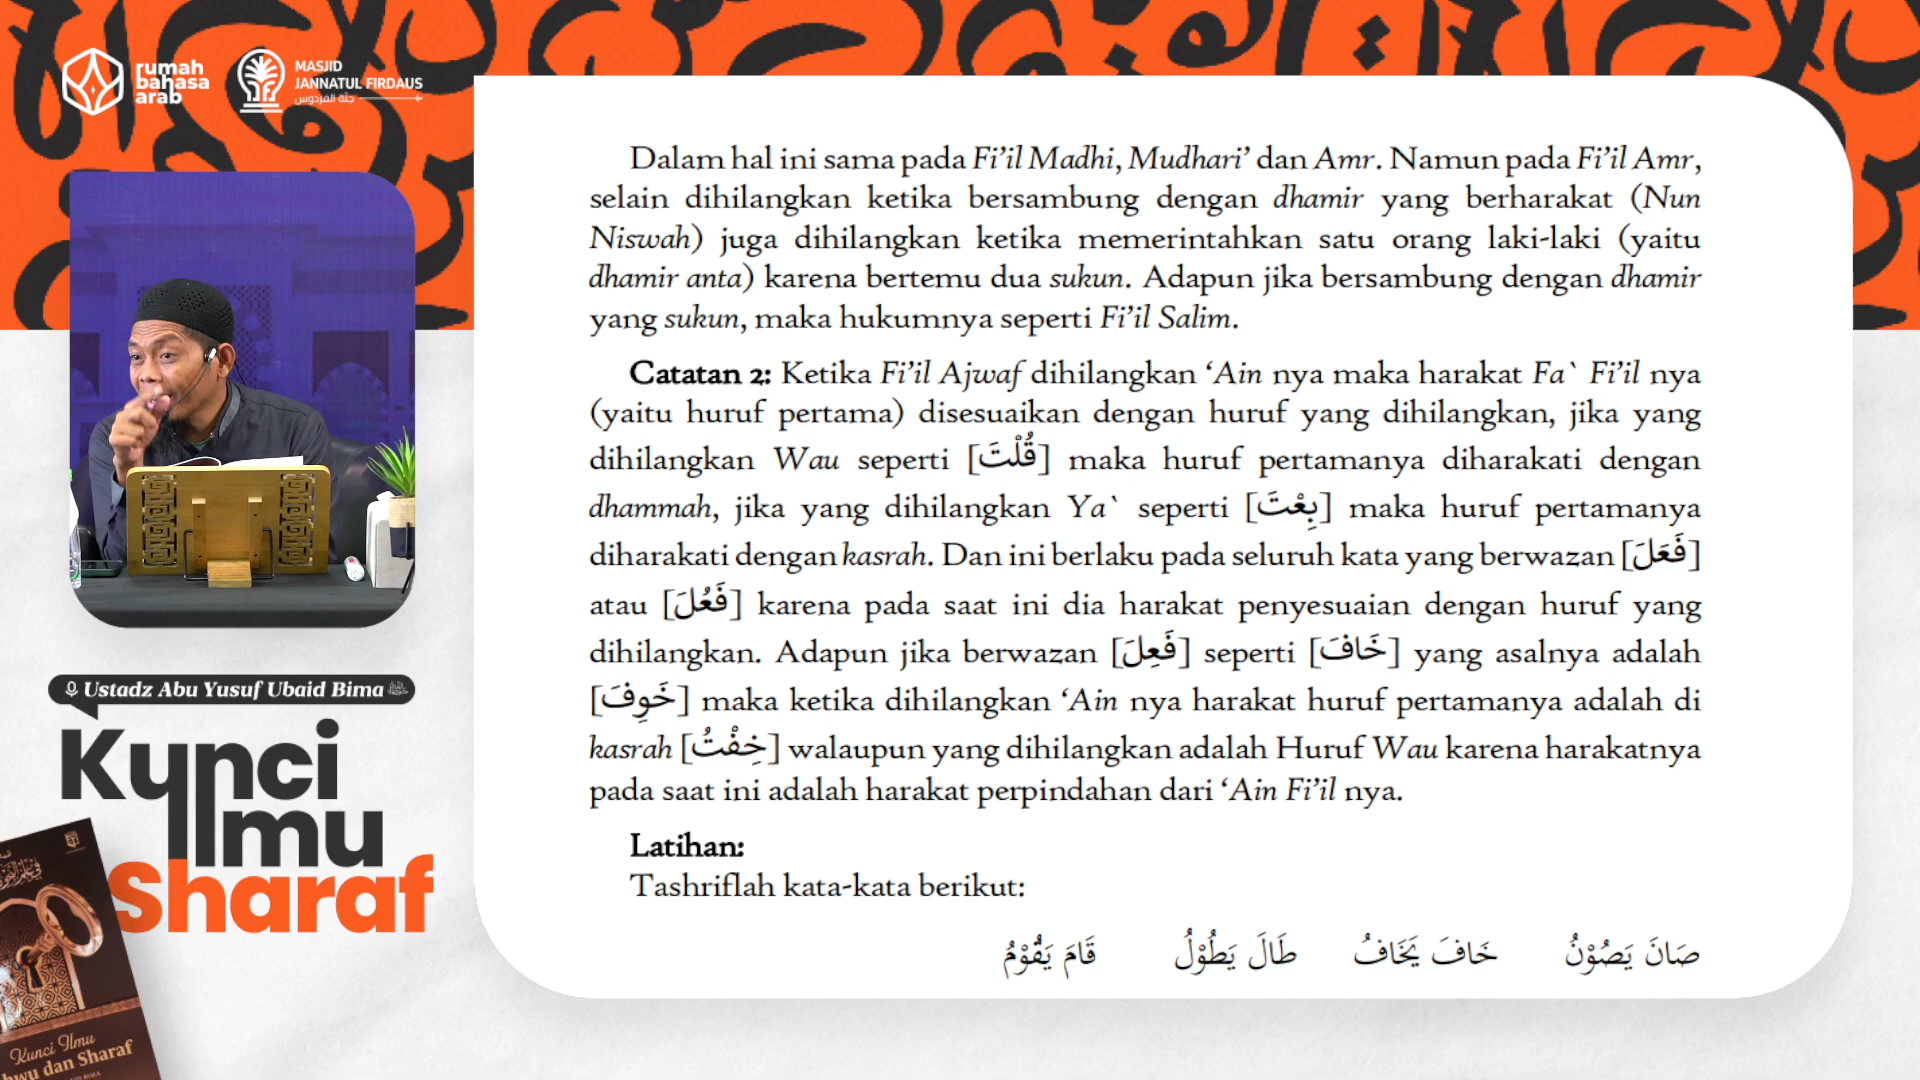 rumah
bahasa
arab
MASJID
JANNATUL FIRDAUS
جنّة الفردوس
Dalam hal ini sama pada Fi’il Madhi, Mudhari’ dan Amr. Namun pada Fi’il Amr,
selain dihilangkan ketika bersambung dengan dhamir yang berharakat (Nun
Niswah) juga dihilangkan ketika memerintahkan satu orang laki-laki (yaitu
dhamir anta) karena bertemu dua sukun. Adapun jika bersambung dengan dhamir
yang sukun, maka hukumnya seperti Fi’il Salim.
Catatan 2: Ketika Fi’il Ajwaf dihilangkan ‘Ain nya maka harakat Fa` Fi’il nya
(yaitu huruf pertama) disesuaikan dengan huruf yang dihilangkan, jika yang
dihilangkan Wau seperti [قُلْتَ] maka huruf pertamanya diharakati dengan
dhammah, jika yang dihilangkan Ya` seperti [بِعْتَ] maka huruf pertamanya
diharakati dengan kasrah. Dan ini berlaku pada seluruh kata yang berwazan [فَعَلَ]
atau [فَعُلَ] karena pada saat ini dia harakat penyesuaian dengan huruf yang
dihilangkan. Adapun jika berwazan [فَعِلَ] seperti [خَافَ] yang asalnya adalah
[خَوِفَ] maka ketika dihilangkan ‘Ain nya harakat huruf pertamanya adalah di
kasrah [خِفْتُ] walaupun yang dihilangkan adalah Huruf Wau karena harakatnya
pada saat ini adalah harakat perpindahan dari ‘Ain Fi’il nya.
Latihan:
Tashriflah kata-kata berikut:
صَانَ يَصُوْنُ خَافَ يَخَافُ طَالَ يَطُوْلُ قَامَ يَقُوْمُ
Ustadz Abu Yusuf Ubaid Bima
Kunci
Ilmu
Sharaf
Kunci Ilmu
hwu dan Sharaf